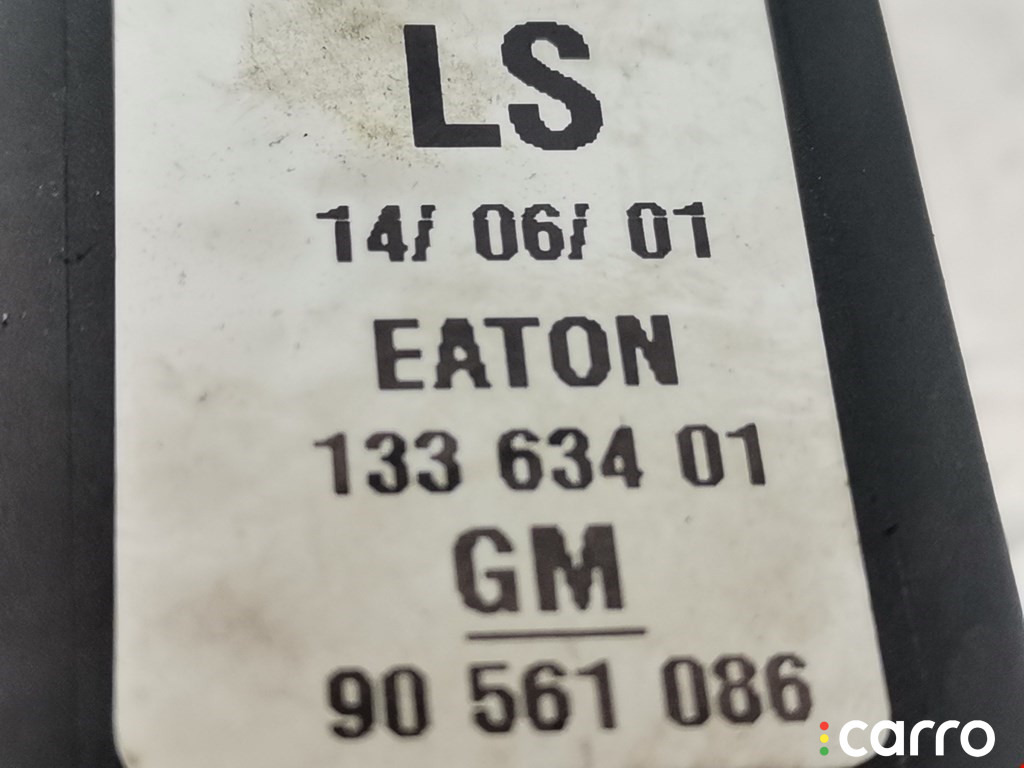 LS
14/ 06/ 01
EATON
133 634 01
GM
90 561 086
carro